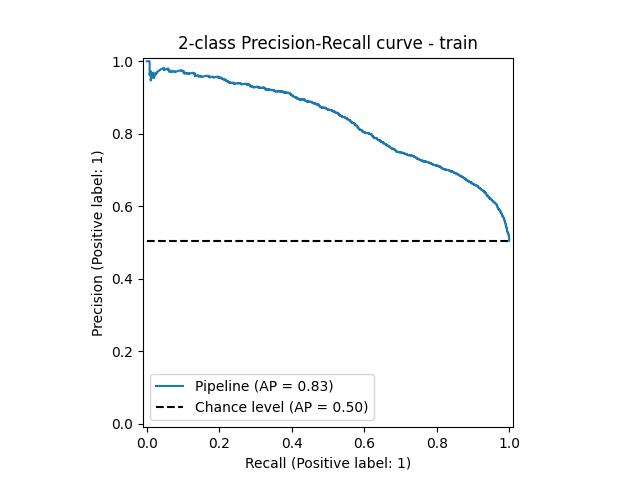 2-class Precision-Recall curve - train
1.0
0.8
0.6
0.4
0.2
0.0
Precision (Positive label: 1)
Pipeline (AP = 0.83)
Chance level (AP = 0.50)
0.0 0.2 0.4 0.6 0.8 1.0
Recall (Positive label: 1)